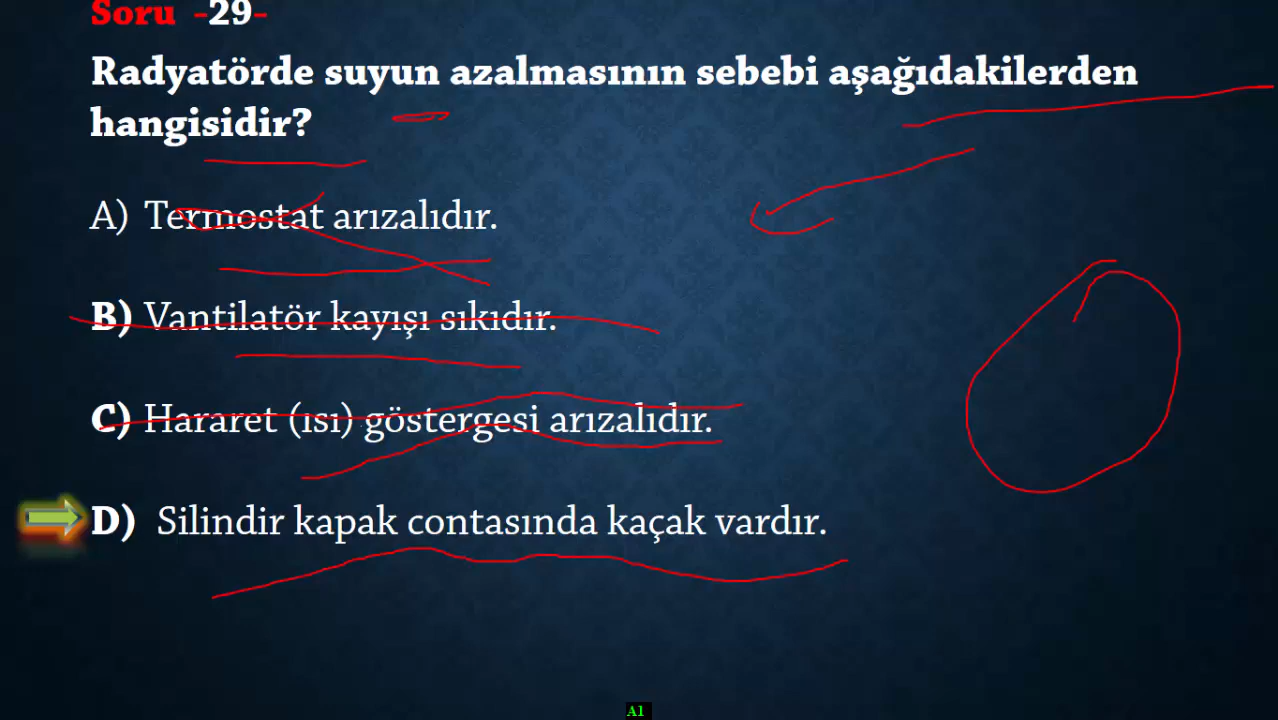 Soru -29-
Radyatörde suyun azalmasının sebebi aşağıdakilerden
hangisidir?
A) Termostat arızalıdır.
B) Vantilatör kayışı sıkıdır.
C) Hararet (ısı) göstergesi arızalıdır.
D) Silindir kapak contasında kaçak vardır.
A1